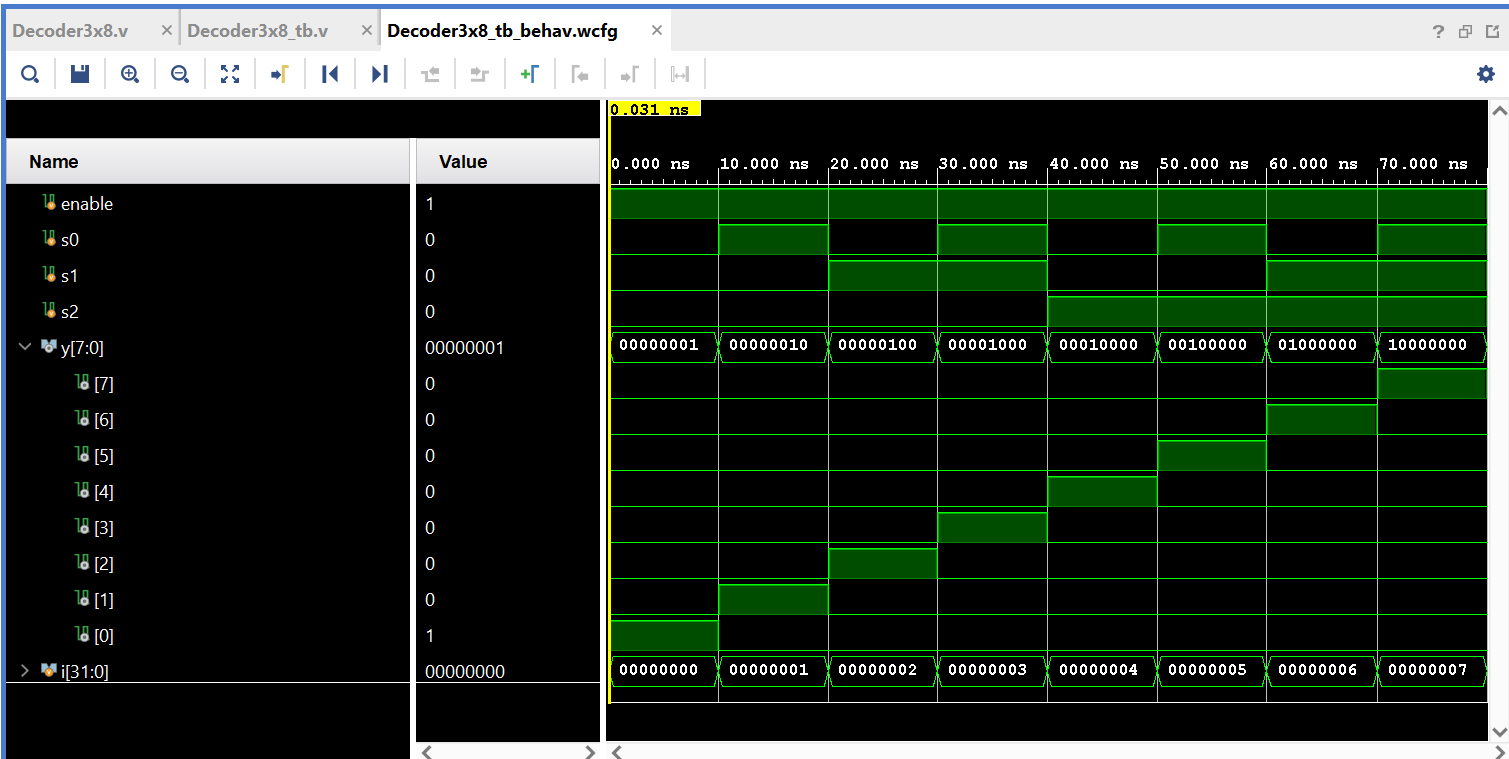 Decoder3x8.v × Decoder3x8_tb.v × Decoder3x8_tb_behav.wcfg × ?
0.031 ns
Name Value 0.000 ns 10.000 ns 20.000 ns 30.000 ns 40.000 ns 50.000 ns 60.000 ns 70.000 ns
enable 1
s0 0
s1 0
s2 0
y[7:0] 00000001 00000001 00000010 00000100 00001000 00010000 00100000 01000000 10000000
[7] 0
[6] 0
[5] 0
[4] 0
[3] 0
[2] 0
[1] 0
[0] 1
i[31:0] 00000000 00000000 00000001 00000002 00000003 00000004 00000005 00000006 00000007